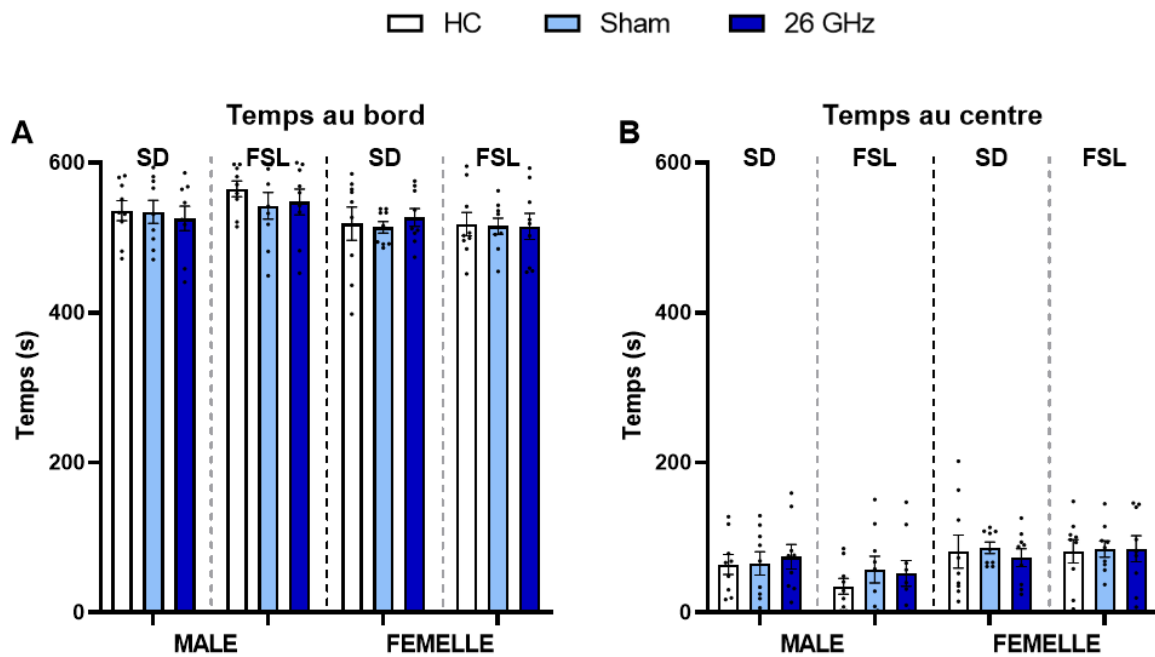 HC Sham 26 GHz
A Temps au bord
SD FSL SD FSL
600
400
200
0
Temps (s)
MALE FEMELLE
B Temps au centre
SD FSL SD FSL
600
400
200
0
Temps (s)
MALE FEMELLE